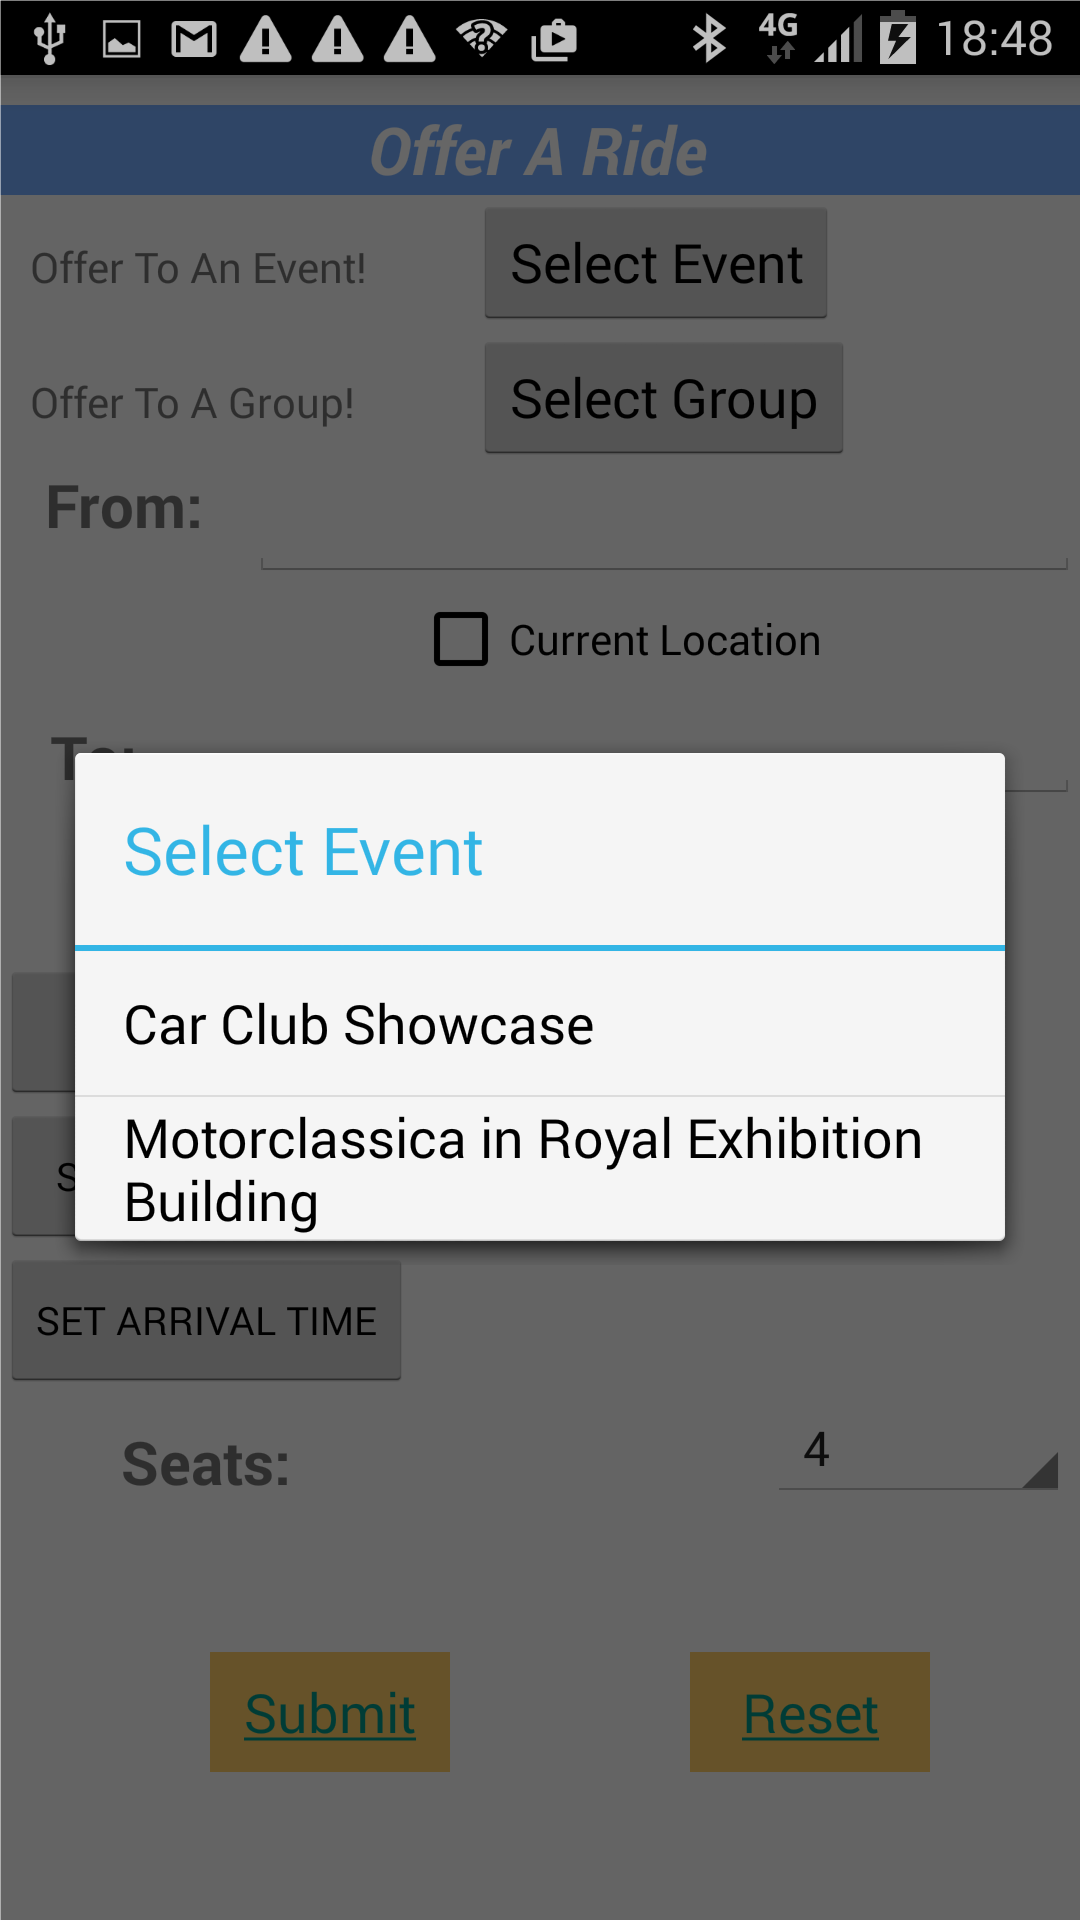 4G 18:48
Offer A Ride
Offer To An Event! Select Event
Offer To A Group! Select Group
From:
Current Location
To:
Select Event
Car Club Showcase
Motorclassica in Royal Exhibition
Building
S
SET ARRIVAL TIME
Seats: 4
Submit Reset